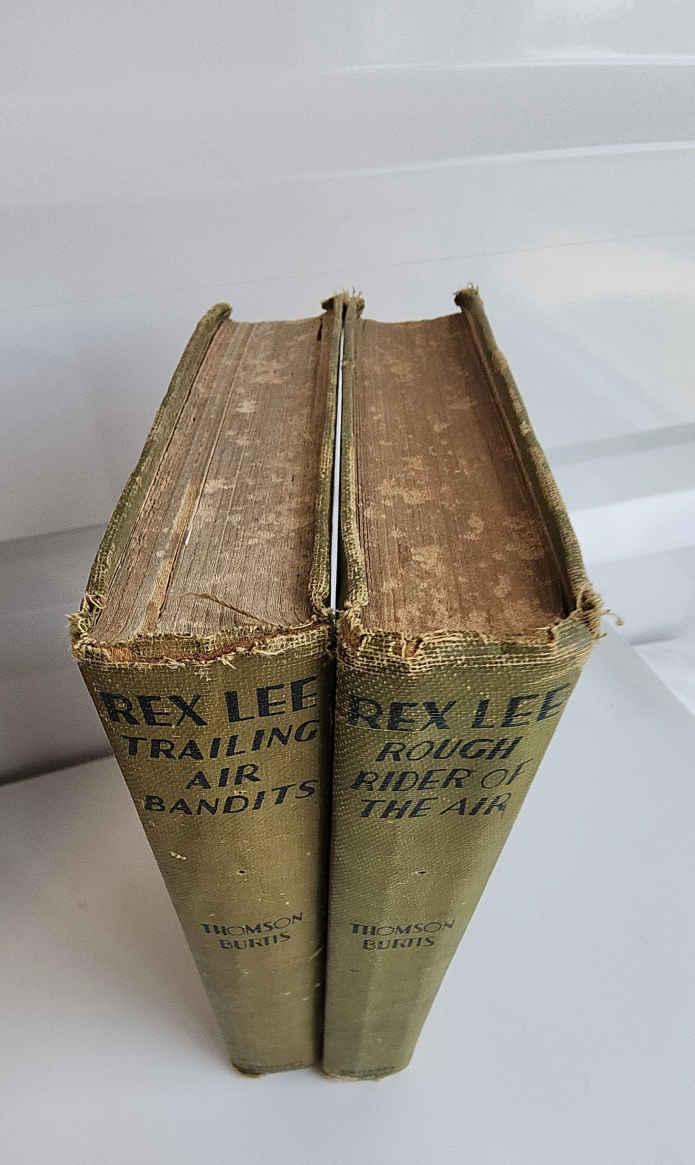 REX LEE
TRAILING
AIR
BANDITS
THOMSON
BURTIS
REX LEE
ROUGH
RIDER OF
THE AIR
THOMSON
BURTIS